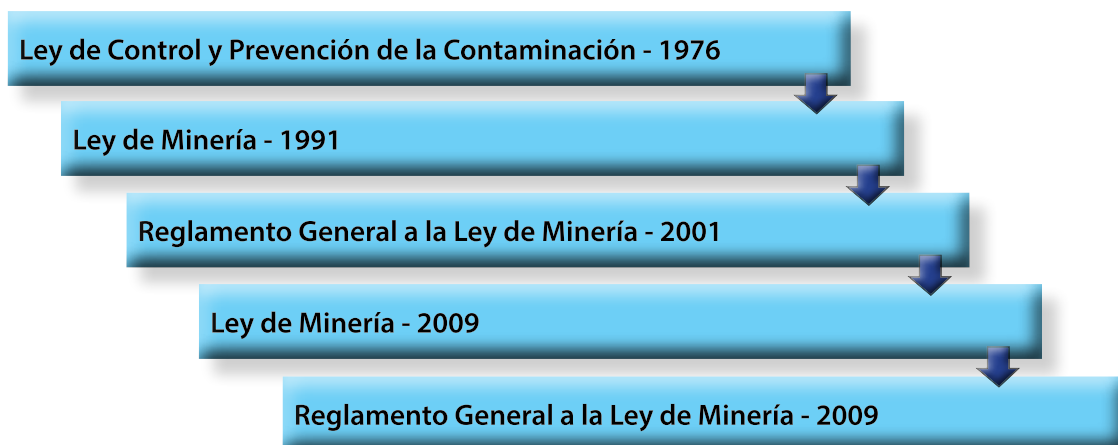 Ley de Control y Prevención de la Contaminación - 1976
Ley de Minería - 1991
Reglamento General a la Ley de Minería - 2001
Ley de Minería - 2009
Reglamento General a la Ley de Minería - 2009